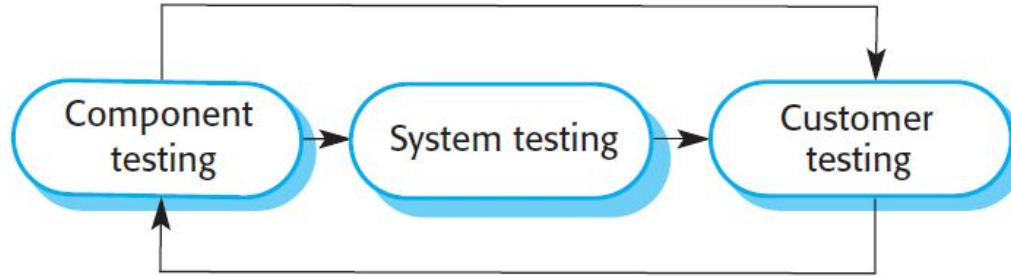 Component
testing
System testing
Customer
testing